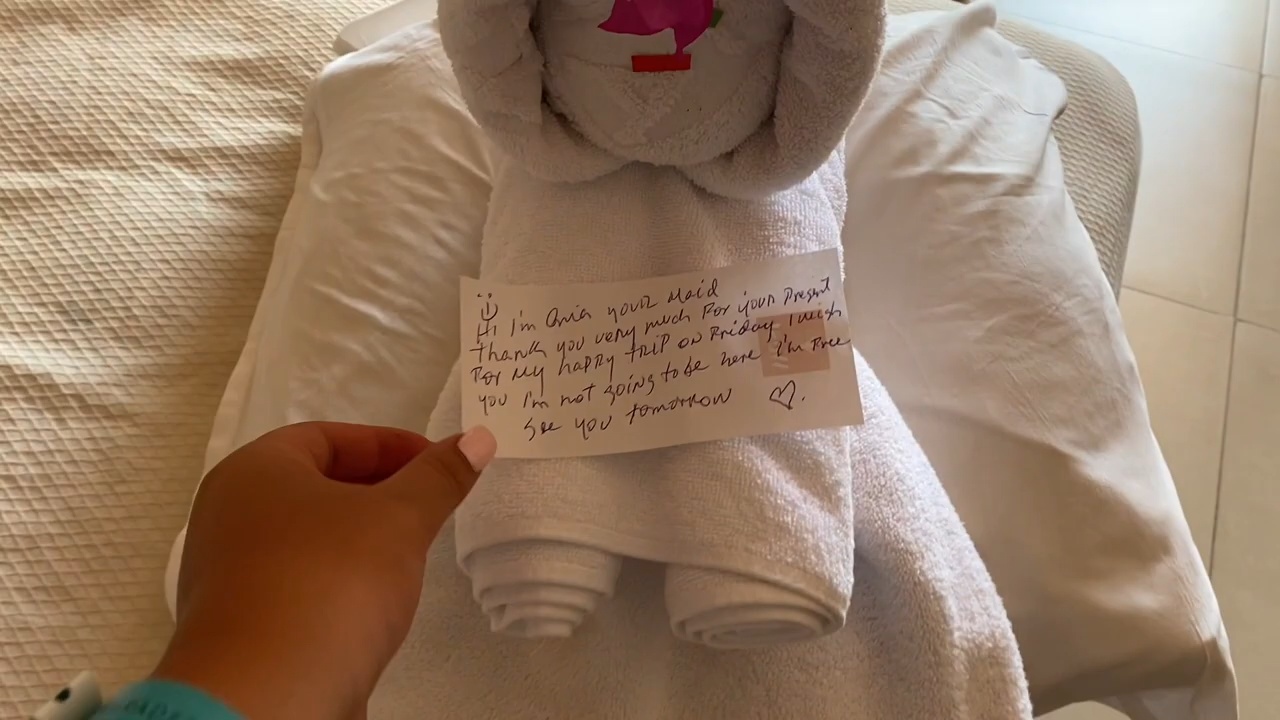 Hi I'm Ania your Maid
Thank you very much For your Present
For My happy trip on Friday I wish
you I'm not going to be here I'm Free
See you tomorrow